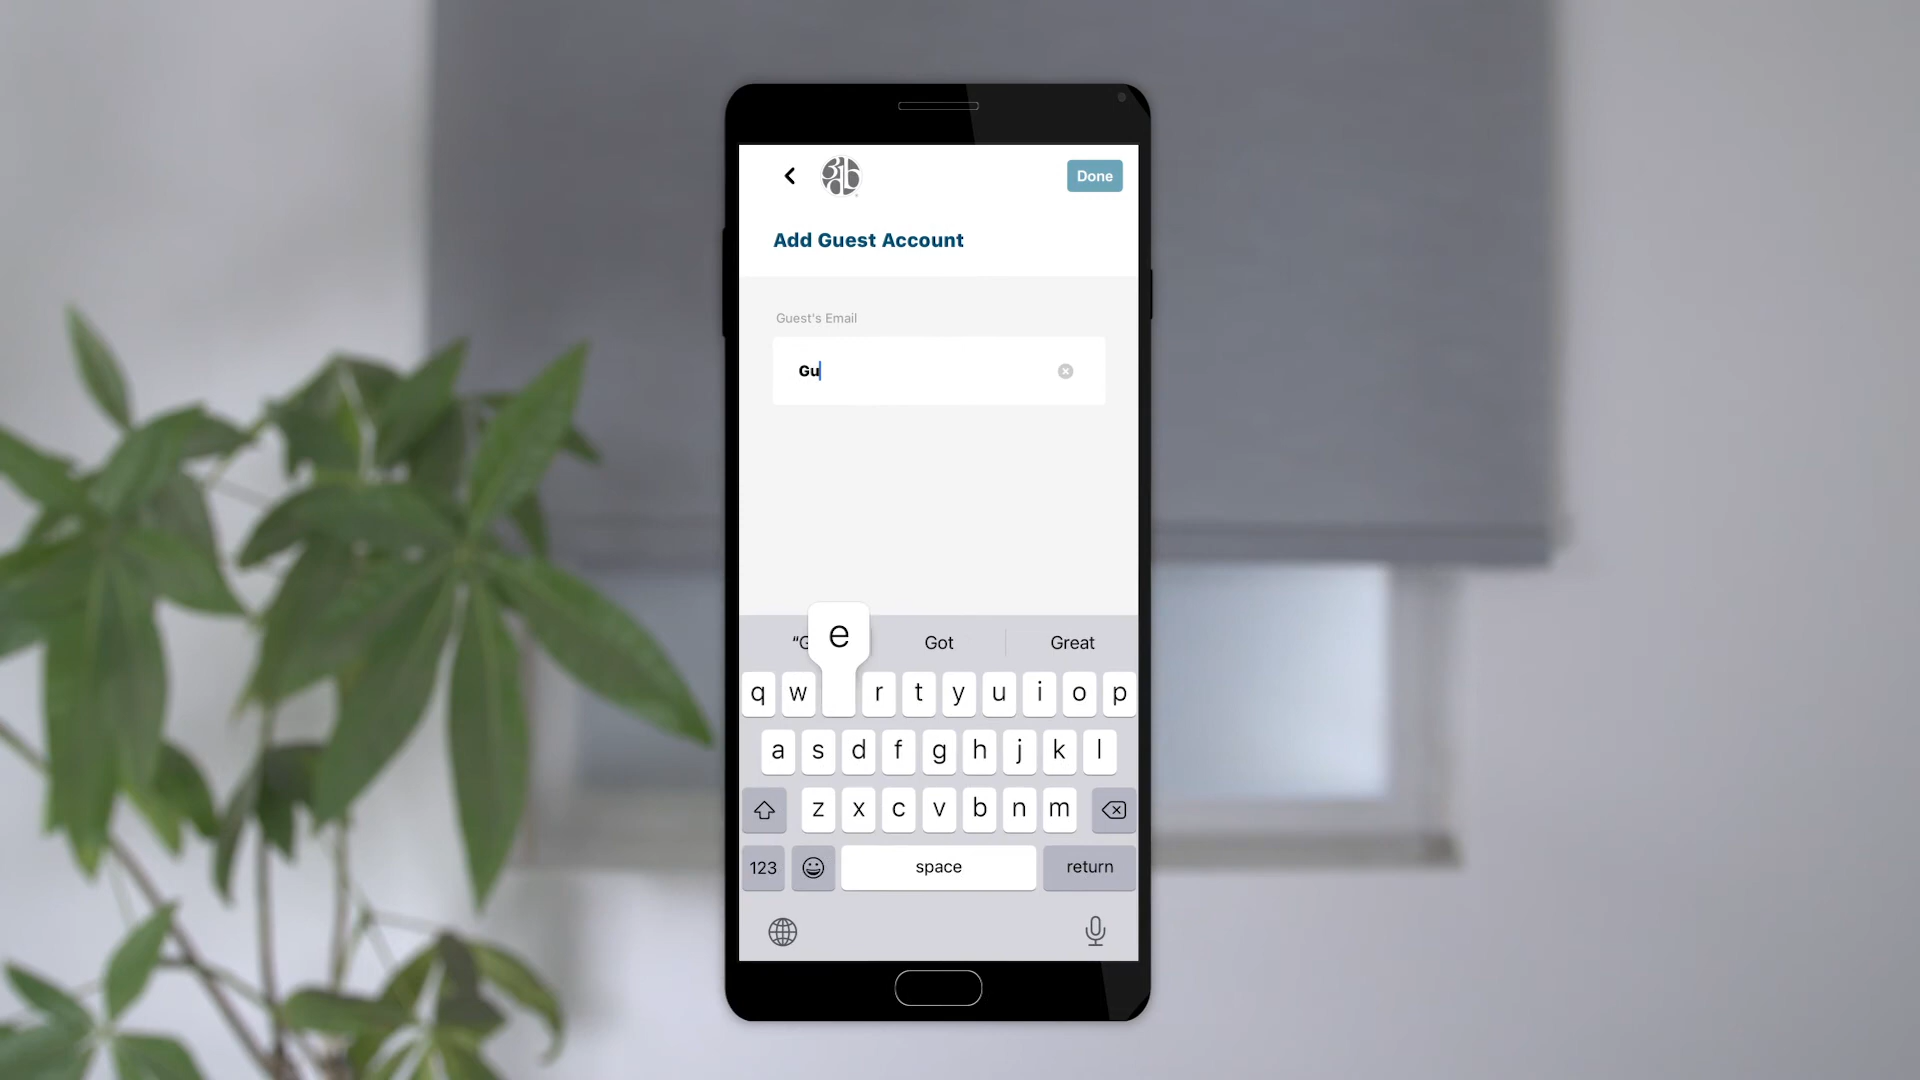 Done
Add Guest Account
Guest's Email
Gu
"G Got Great
e
q w r t y u i o p
a s d f g h j k l
z x c v b n m
123 space return